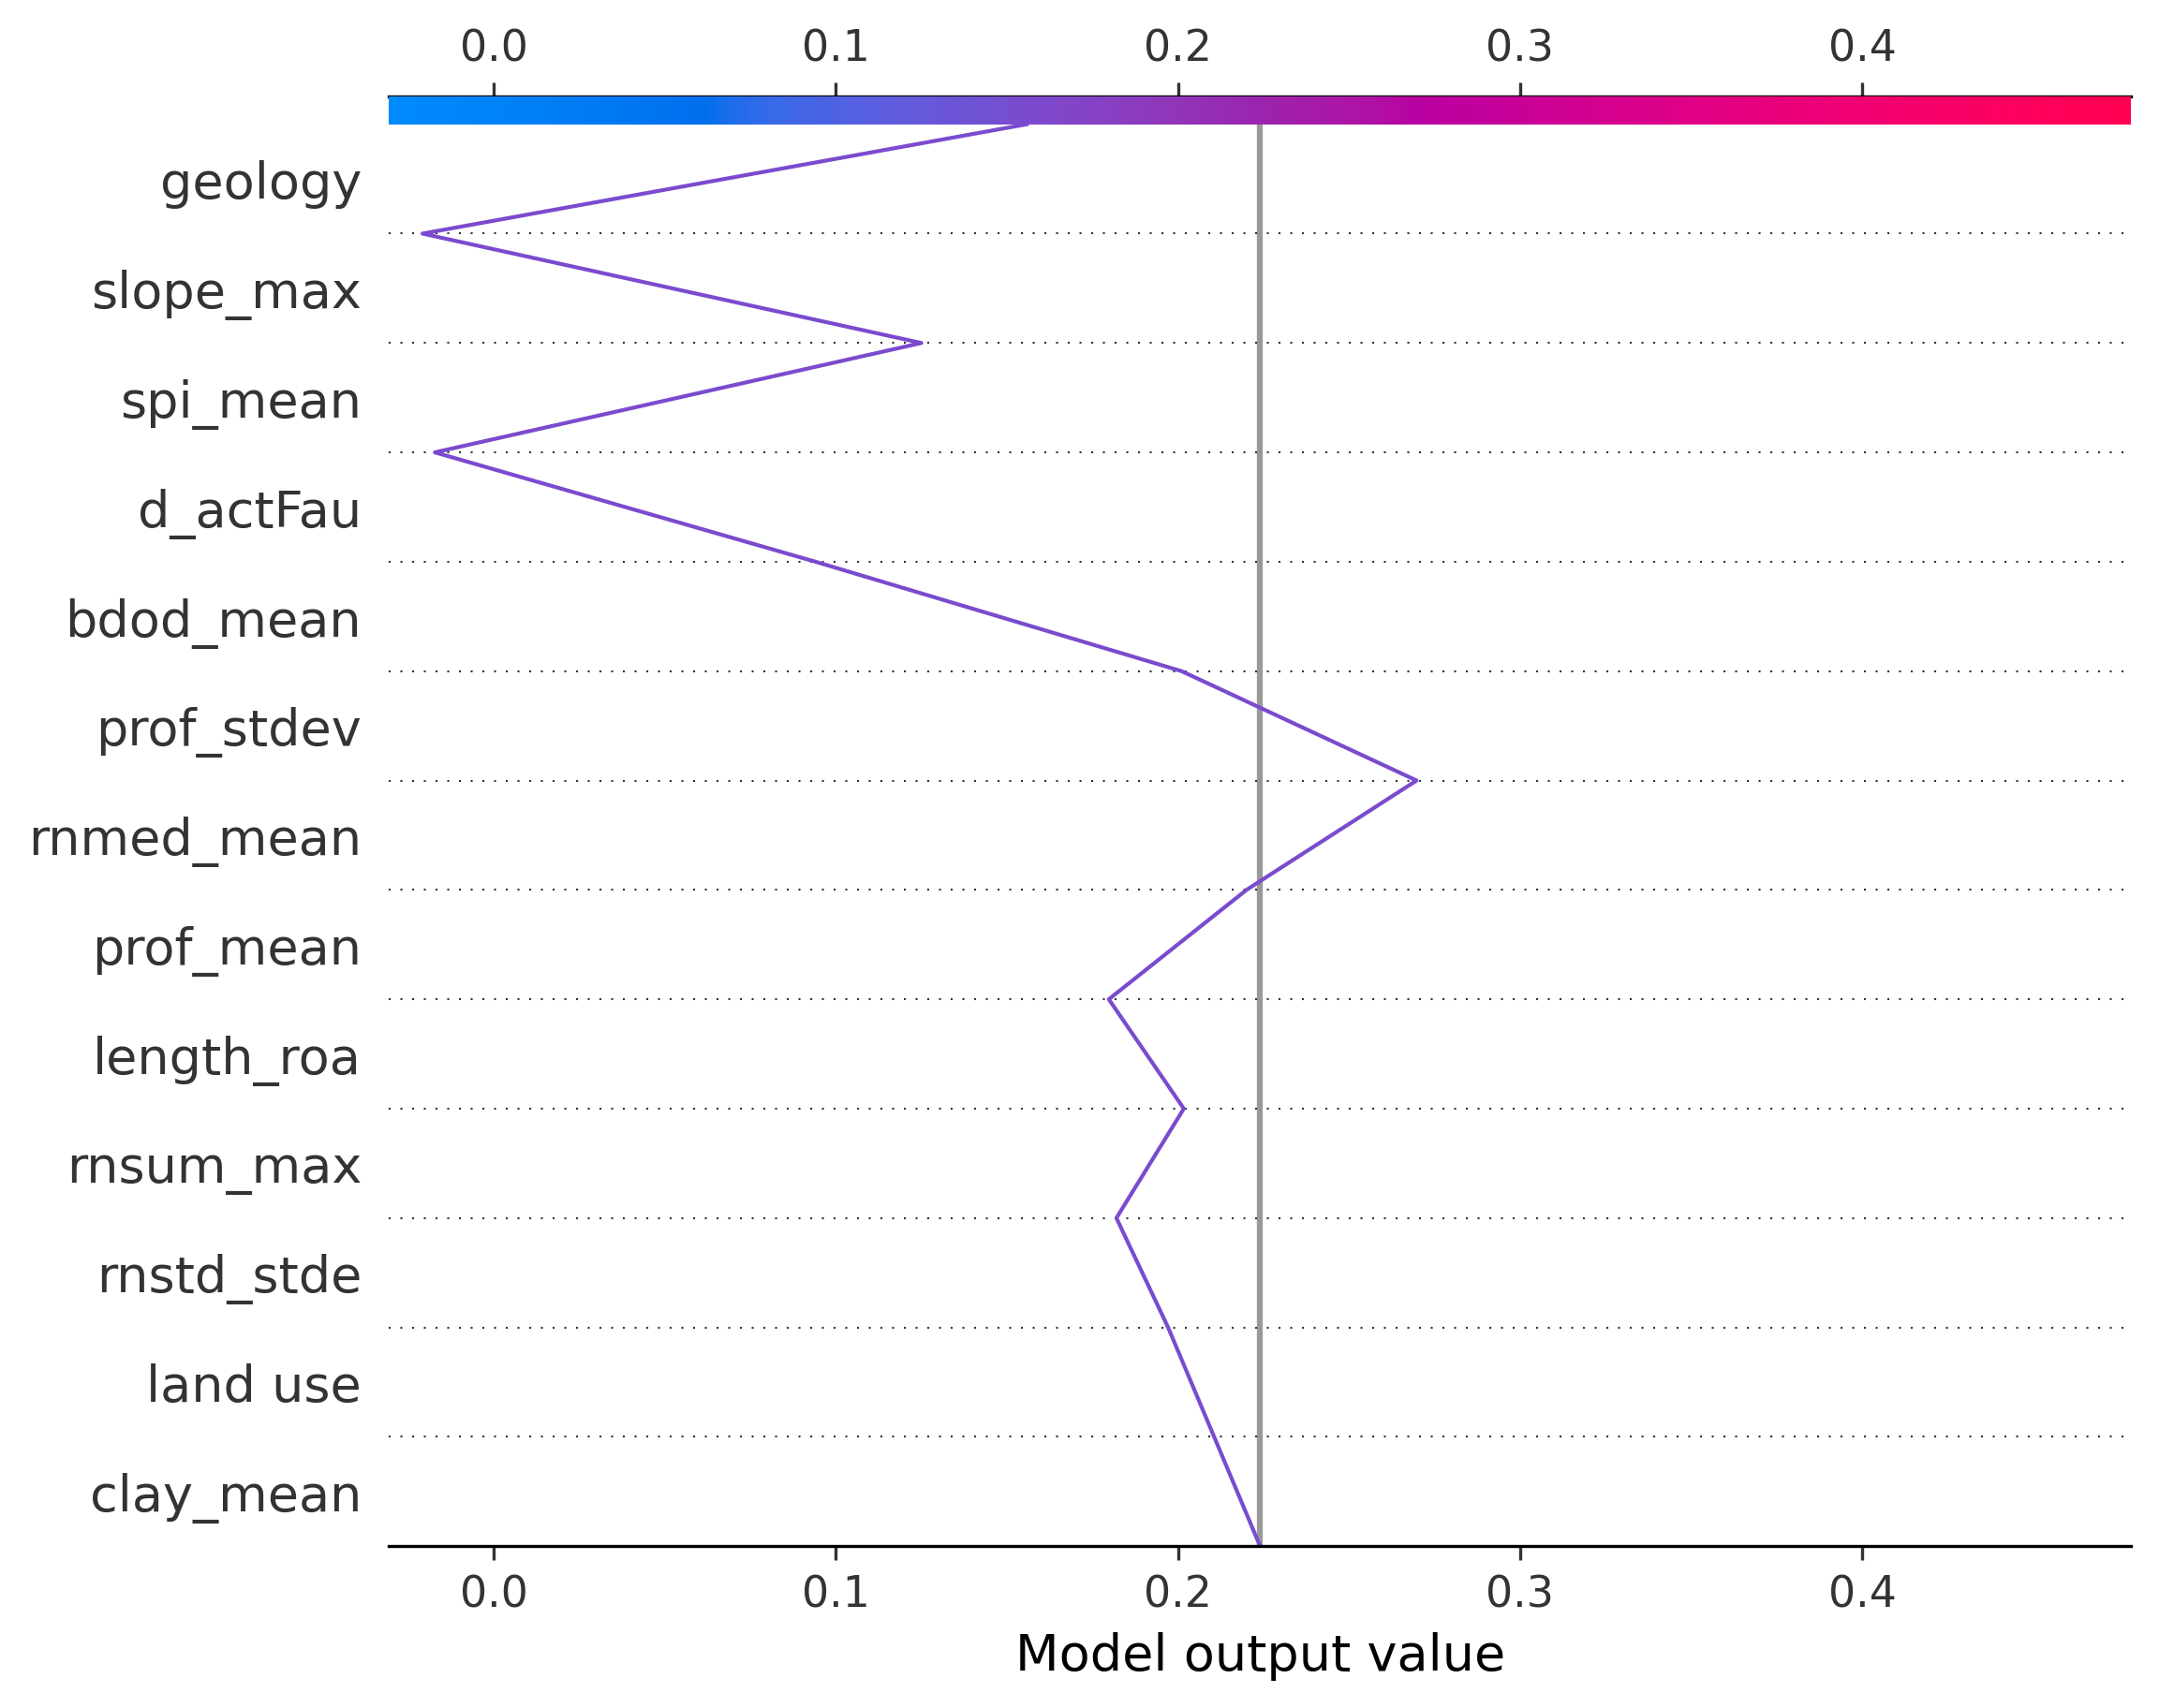 0.0 0.1 0.2 0.3 0.4
geology
slope_max
spi_mean
d_actFau
bdod_mean
prof_stdev
rnmed_mean
prof_mean
length_roa
rnsum_max
rnstd_stde
land use
clay_mean
0.0 0.1 0.2 0.3 0.4
Model output value